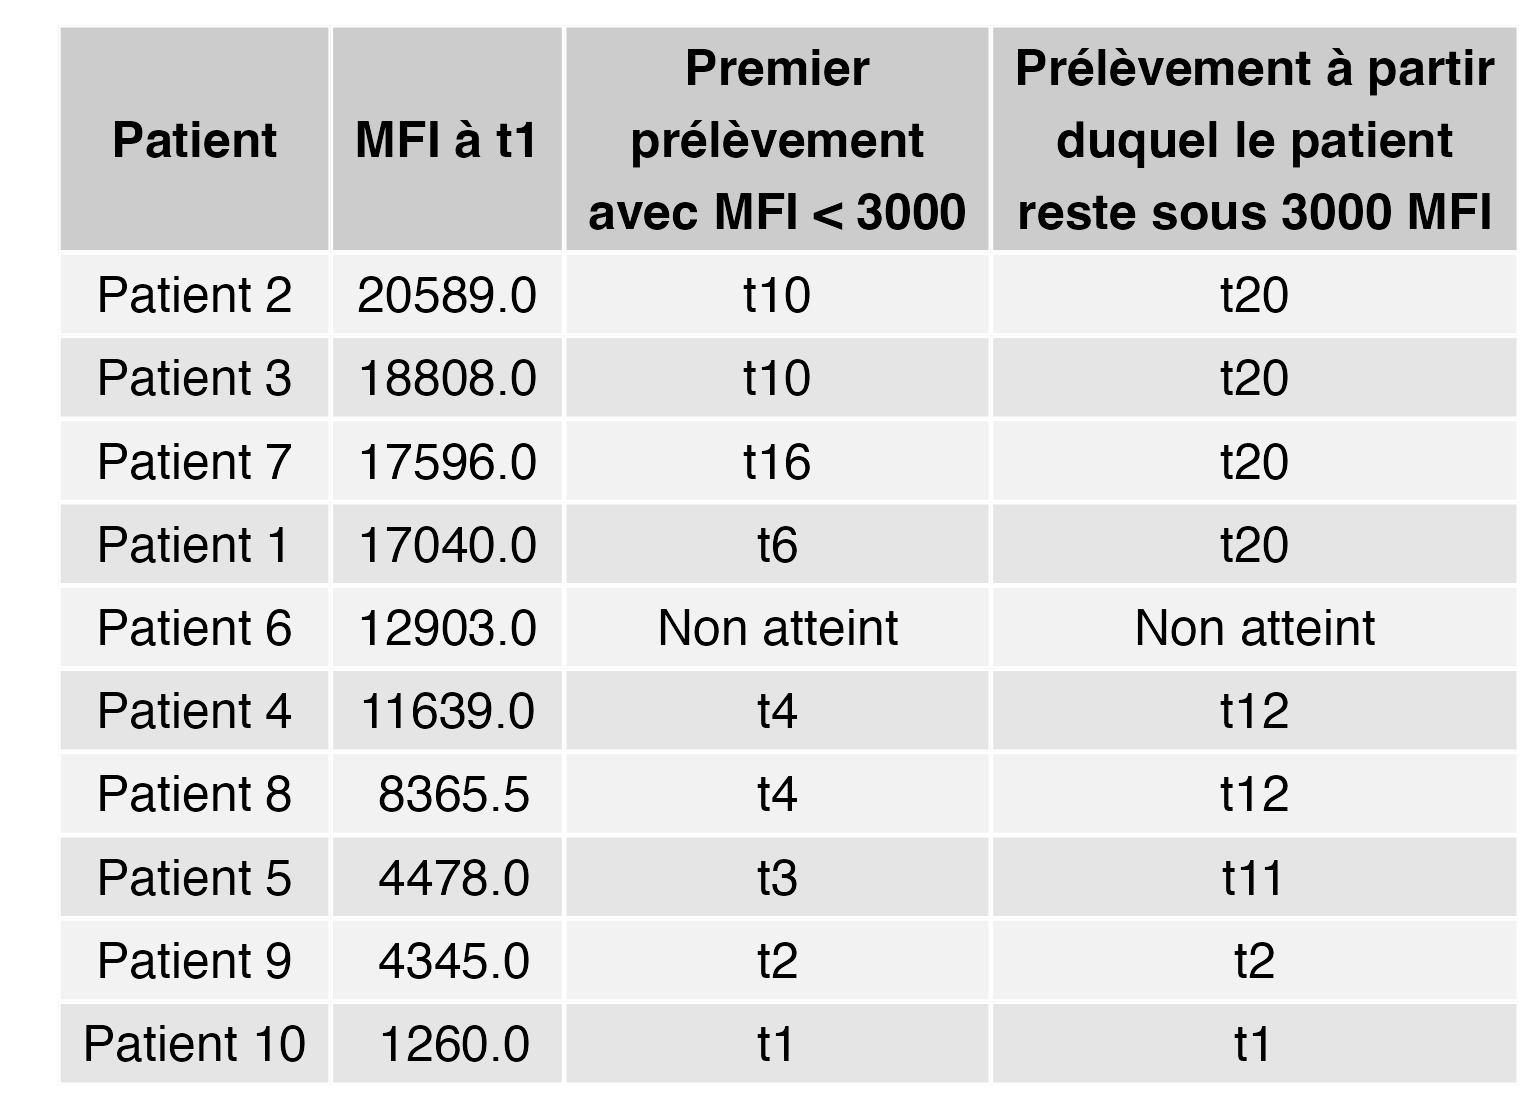 Patient MFI à t1 Premier prélèvement avec MFI < 3000 Prélèvement à partir duquel le patient reste sous 3000 MFI
Patient 2 20589.0 t10 t20
Patient 3 18808.0 t10 t20
Patient 7 17596.0 t16 t20
Patient 1 17040.0 t6 t20
Patient 6 12903.0 Non atteint Non atteint
Patient 4 11639.0 t4 t12
Patient 8 8365.5 t4 t12
Patient 5 4478.0 t3 t11
Patient 9 4345.0 t2 t2
Patient 10 1260.0 t1 t1